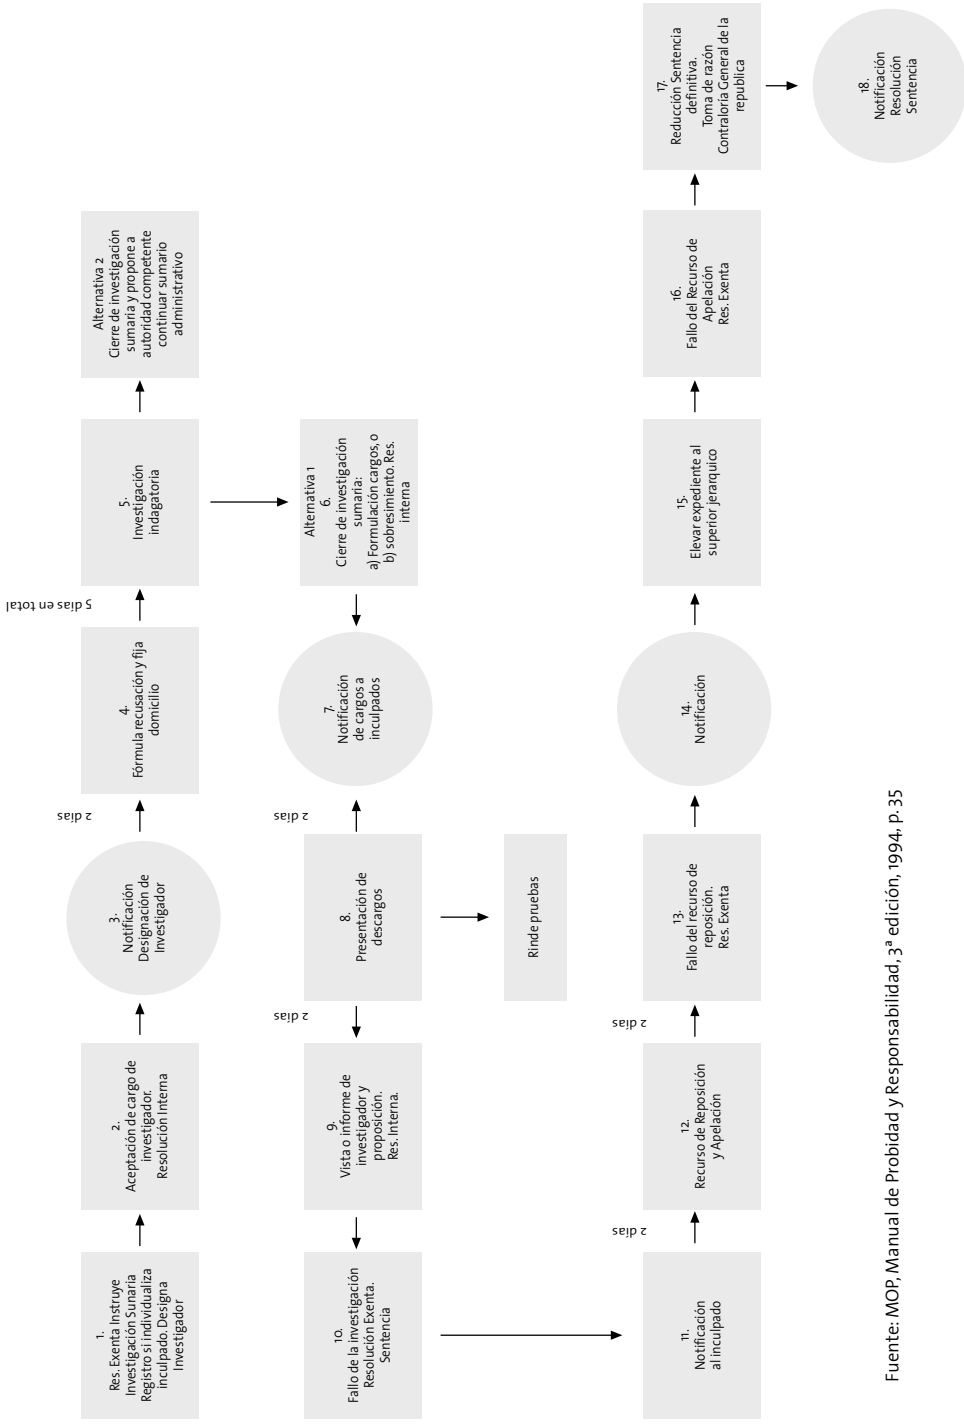 1.
Res. Exenta Instruye
Investigación Sunaria
Registro si individualiza
inculpado. Designa
Investigador
2.
Aceptación de cargo de
investigador.
Resolución Interna
3.
Notificación
Designación de
Investigador
2 días
4.
Fórmula recusación y fija
domicilio
5 días en total
5.
Investigación
indagatoria
Alternativa 2
Cierre de investigación
sumaria y propone a
autoridad competente
continuar sumario
administrativo
Alternativa 1
6.
Cierre de investigación
sumaria:
a) Formulación cargos, o
b) sobresimiento. Res.
interna
7.
Notificación
de cargos a
inculpados
2 días
8.
Presentación de
descargos
Rinde pruebas
2 días
9.
Vista o informe de
investigador y
proposición.
Res. Interna.
10.
Fallo de la investigación
Resolución Exenta.
Sentencia
11.
Notificación
al inculpado
2 días
12.
Recurso de Reposición
y Apelación
2 días
13.
Fallo del recurso de
reposición.
Res. Exenta
14.
Notificación
15.
Elevar expediente al
superior jerarquico
16.
Fallo del Recurso de
Apelación
Res. Exenta
17.
Reducción Sentencia
definitiva.
Toma de razón
Contraloría General de la
republica
18.
Notificación
Resolución
Sentencia
Fuente: MOP, Manual de Probidad y Responsabilidad, 3ª edición, 1994, p. 35